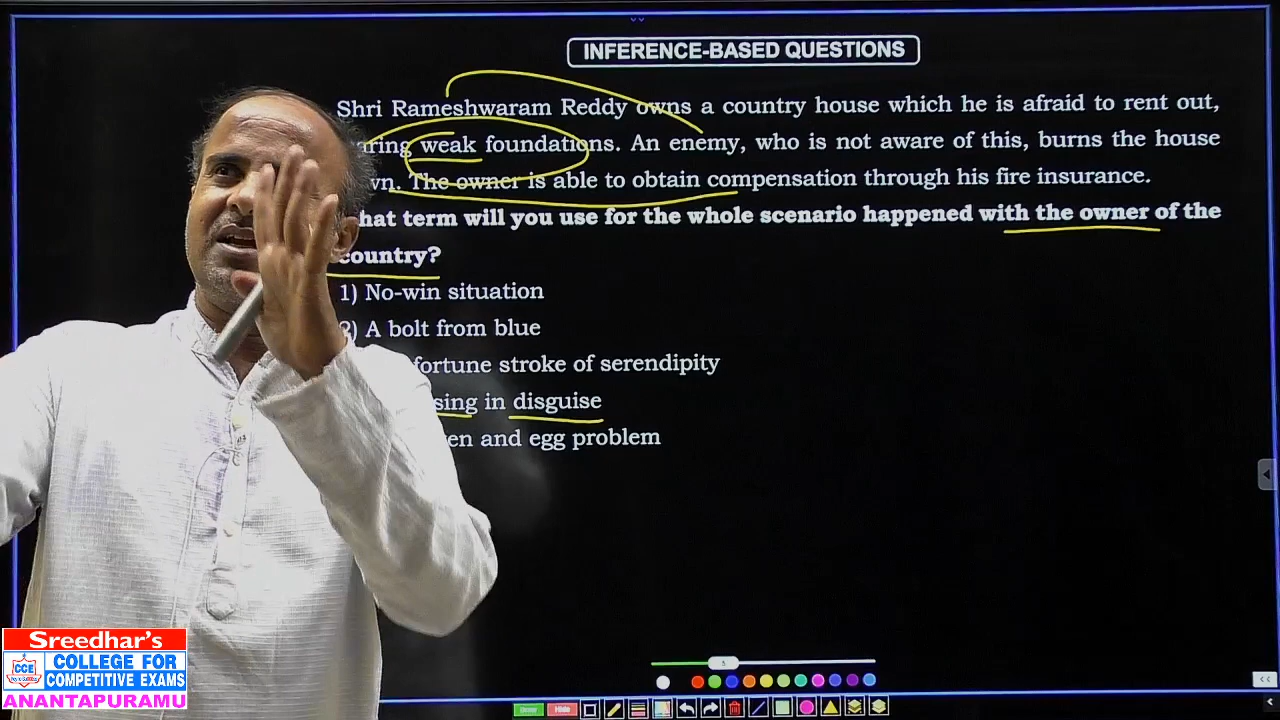 INFERENCE-BASED QUESTIONS
Shri Rameshwaram Reddy owns a country house which he is afraid to rent out,
weak foundations. An enemy, who is not aware of this, burns the house
The owner is able to obtain compensation through his fire insurance.
term will you use for the whole scenario happened with the owner of the
country?
1) No-win situation
2) A bolt from blue
stroke of serendipity
in disguise
and egg problem
Sreedhar's
CCE
COLLEGE FOR
COMPETITIVE EXAMS
ANANTAPURAMU